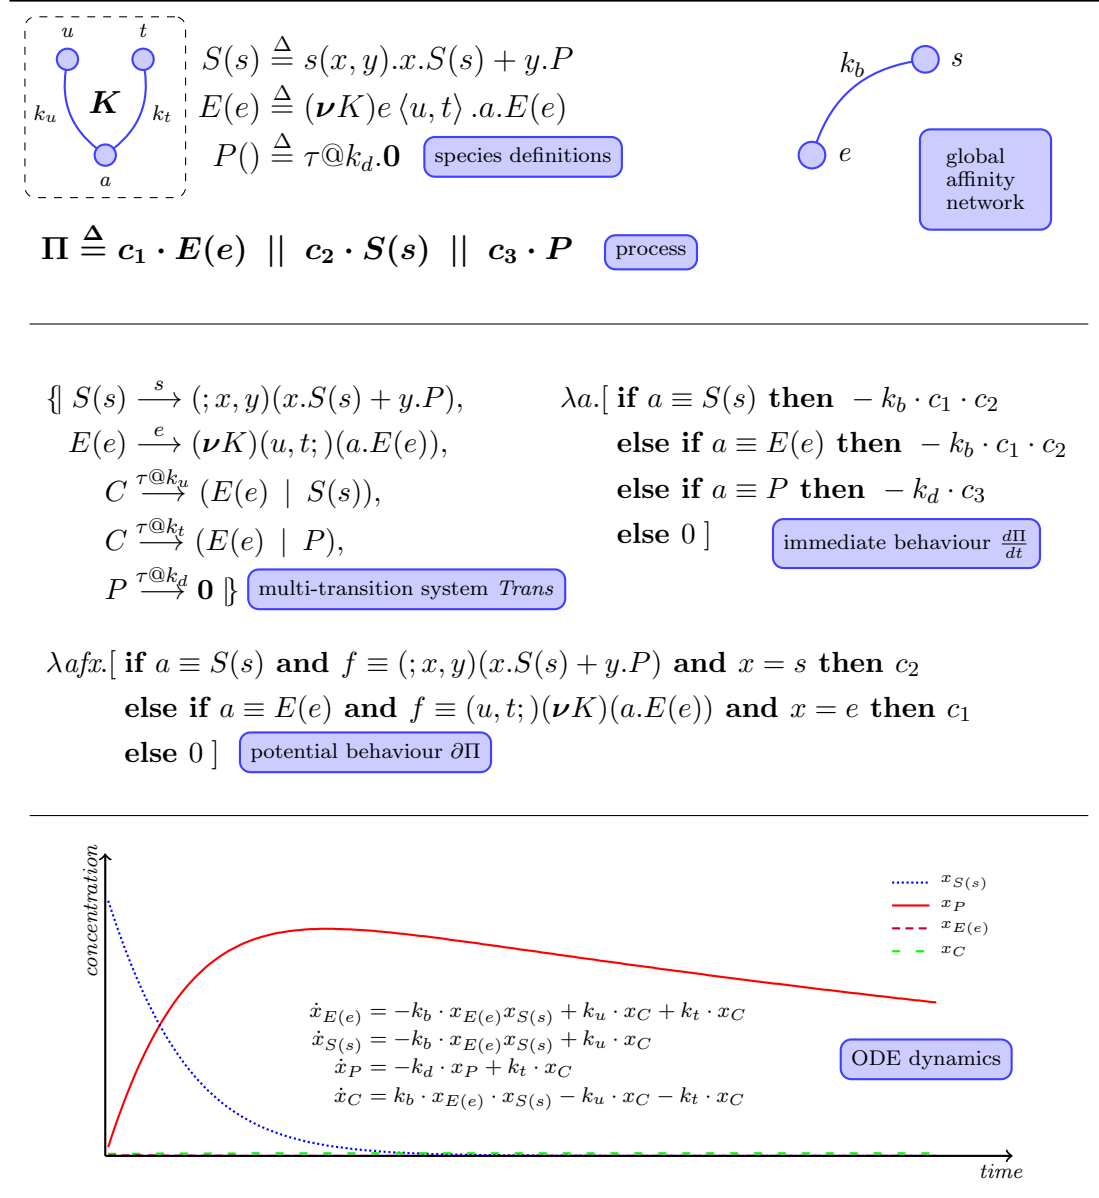 u t
k_u K k_t
a
S(s) ≜ s(x, y).x.S(s) + y.P
E(e) ≜ (νK)e⟨u, t⟩.a.E(e)
P() ≜ τ@k_d.0
species definitions
k_b s
e
global
affinity
network
Π ≜ c₁ · E(e) || c₂ · S(s) || c₃ · P
process
{| S(s) —s→ (; x, y)(x.S(s) + y.P),
E(e) —e→ (νK)(u, t; )(a.E(e)),
C —τ@k_u→ (E(e) | S(s)),
C —τ@k_t→ (E(e) | P),
P —τ@k_d→ 0 |}
multi-transition system Trans
λa.[ if a ≡ S(s) then − k_b · c₁ · c₂
else if a ≡ E(e) then − k_b · c₁ · c₂
else if a ≡ P then − k_d · c₃
else 0 ]
immediate behaviour dΠ/dt
λafx.[ if a ≡ S(s) and f ≡ (; x, y)(x.S(s) + y.P) and x = s then c₂
else if a ≡ E(e) and f ≡ (u, t; )(νK)(a.E(e)) and x = e then c₁
else 0 ]
potential behaviour ∂Π
concentration
x_S(s)
x_P
x_E(e)
x_C
ẋ_E(e) = −k_b · x_E(e)x_S(s) + k_u · x_C + k_t · x_C
ẋ_S(s) = −k_b · x_E(e)x_S(s) + k_u · x_C
ẋ_P = −k_d · x_P + k_t · x_C
ẋ_C = k_b · x_E(e) · x_S(s) − k_u · x_C − k_t · x_C
ODE dynamics
time